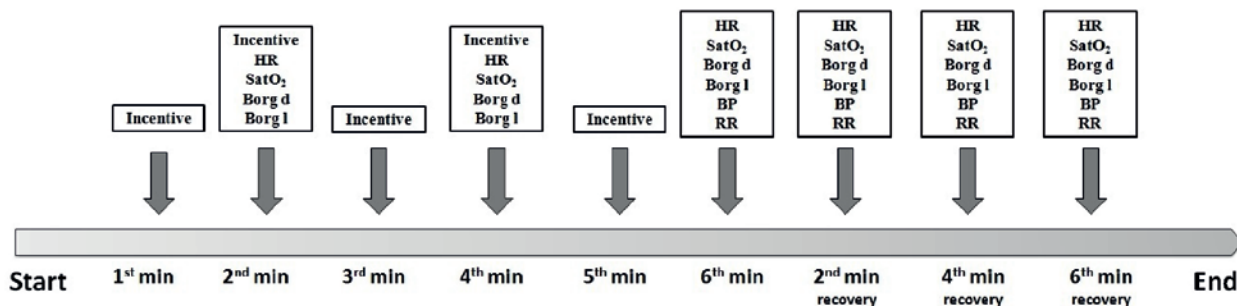 Incentive
Incentive
HR
SatO₂
Borg d
Borg l
Incentive
Incentive
HR
SatO₂
Borg d
Borg l
Incentive
HR
SatO₂
Borg d
Borg l
BP
RR
HR
SatO₂
Borg d
Borg l
BP
RR
HR
SatO₂
Borg d
Borg l
BP
RR
HR
SatO₂
Borg d
Borg l
BP
RR
Start
1st min
2nd min
3rd min
4th min
5th min
6th min
2nd min
recovery
4th min
recovery
6th min
recovery
End